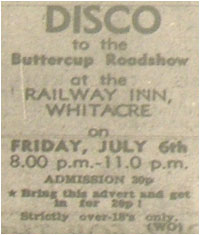 DISCO
to the
Buttercup Roadshow
at the
RAILWAY INN,
WHITACRE
on
FRIDAY, JULY 6th
8.00 p.m.-11.0 p.m.
ADMISSION 30p
★ Bring this advert and get
in for 20p !
Strictly over-18's only.
(WD)